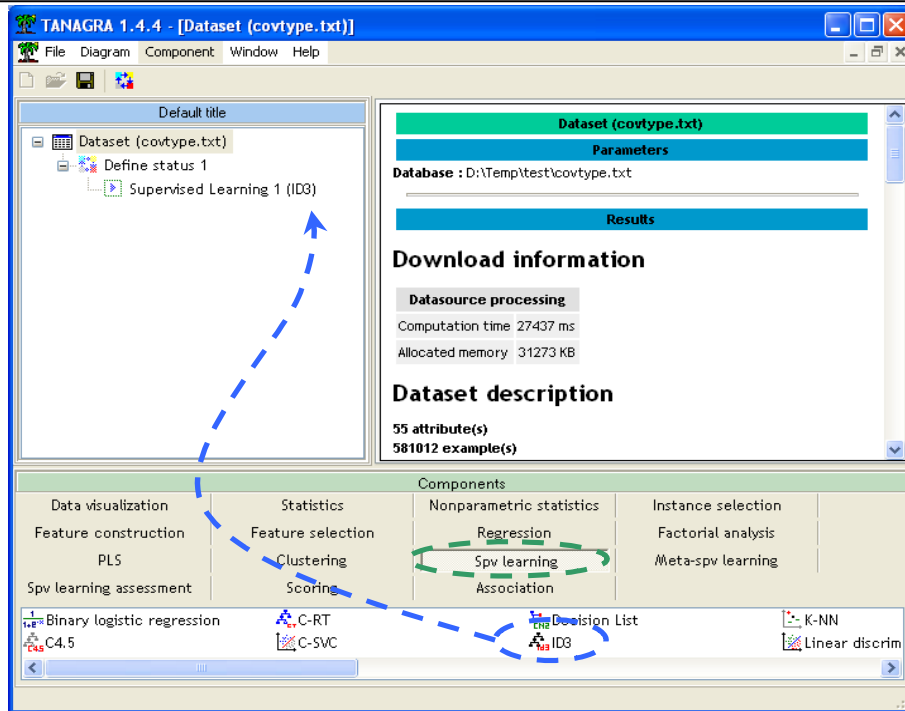 TANAGRA 1.4.4 - [Dataset (covtype.txt)]
File Diagram Component Window Help
Default title
Dataset (covtype.txt)
Define status 1
Supervised Learning 1 (ID3)
Dataset (covtype.txt)
Parameters
Database : D:\Temp\test\covtype.txt
Results
Download information
Datasource processing
Computation time 27437 ms
Allocated memory 31273 KB
Dataset description
55 attribute(s)
581012 example(s)
Components
Data visualization Statistics Nonparametric statistics Instance selection
Feature construction Feature selection Regression Factorial analysis
PLS Clustering Spv learning Meta-spv learning
Spv learning assessment Scoring Association
Binary logistic regression C-RT Decision List K-NN
C4.5 C-SVC ID3 Linear discrim